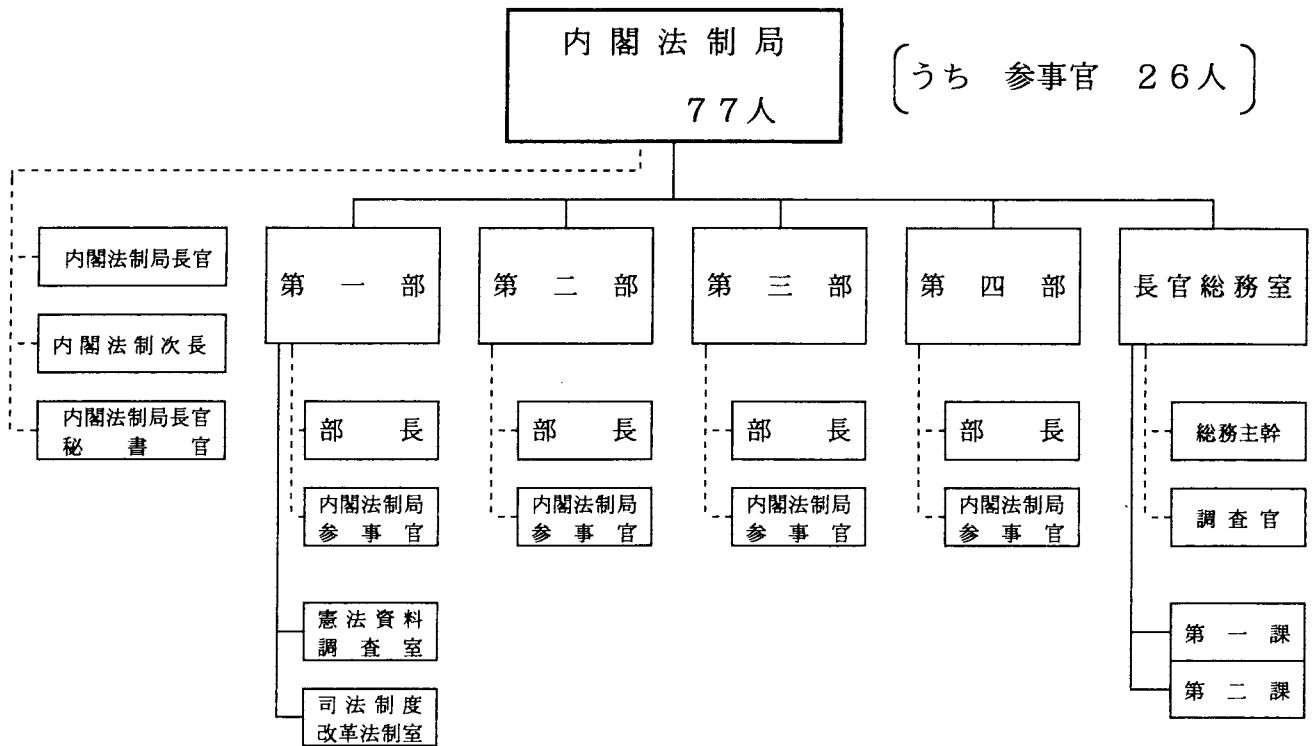 内閣法制局
77人
うち 参事官 26人
内閣法制局長官
内閣法制次長
内閣法制局長官
秘書官
第一部
第二部
第三部
第四部
長官総務室
部長
部長
部長
部長
総務主幹
内閣法制局
参事官
内閣法制局
参事官
内閣法制局
参事官
内閣法制局
参事官
調査官
憲法資料
調査室
司法制度
改革法制室
第一課
第二課